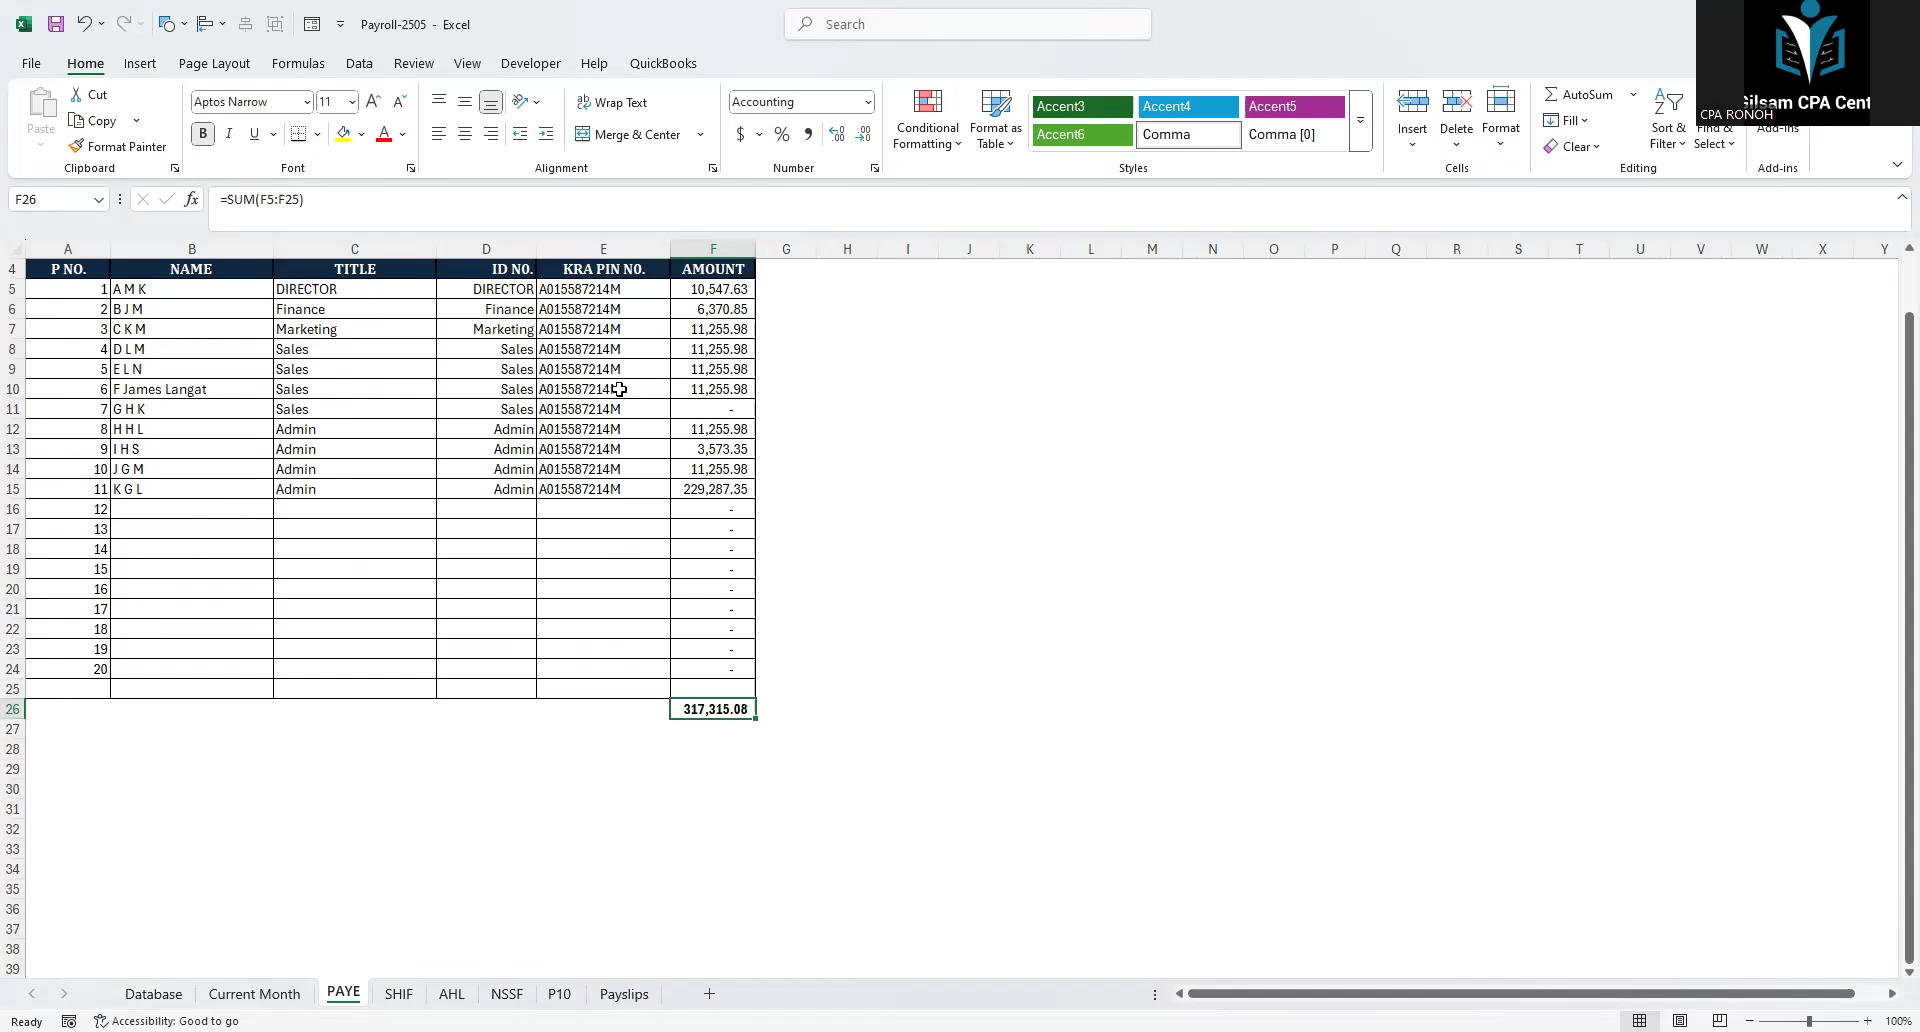 Payroll-2505 - Excel
Search
File Home Insert Page Layout Formulas Data Review View Developer Help QuickBooks
Paste
Cut
Copy
Format Painter
Clipboard
Aptos Narrow 11
B I U
Font
Wrap Text
Merge & Center
Alignment
Accounting
$ % ,
Number
Conditional Formatting
Format as Table
Accent3 Accent4 Accent5
Accent6 Comma Comma [0]
Styles
Insert Delete Format
Cells
AutoSum
Fill
Clear
Sort & Filter
Find & Select
Editing
Add-ins
Add-ins
Gilsam CPA Cent
CPA RONOH
F26 fx =SUM(F5:F25)
A B C D E F G H I J K L M N O P Q R S T U V W X Y
4 P NO. NAME TITLE ID NO. KRA PIN NO. AMOUNT
5 1 A M K DIRECTOR DIRECTOR A015587214M 10,547.63
6 2 B J M Finance Finance A015587214M 6,370.85
7 3 C K M Marketing Marketing A015587214M 11,255.98
8 4 D L M Sales Sales A015587214M 11,255.98
9 5 E L N Sales Sales A015587214M 11,255.98
10 6 F James Langat Sales Sales A015587214M 11,255.98
11 7 G H K Sales Sales A015587214M -
12 8 H H L Admin Admin A015587214M 11,255.98
13 9 I H S Admin Admin A015587214M 3,573.35
14 10 J G M Admin Admin A015587214M 11,255.98
15 11 K G L Admin Admin A015587214M 229,287.35
16 12 -
17 13 -
18 14 -
19 15 -
20 16 -
21 17 -
22 18 -
23 19 -
24 20 -
25
26 317,315.08
27
28
29
30
31
32
33
34
35
36
37
38
39
Database Current Month PAYE SHIF AHL NSSF P10 Payslips
Ready Accessibility: Good to go 100%